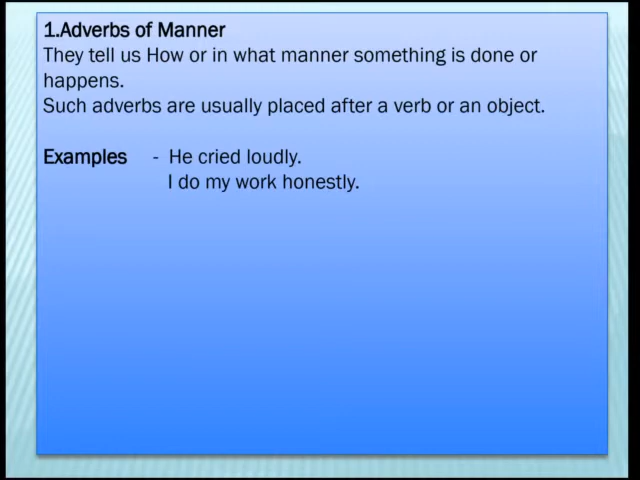 1.Adverbs of Manner
They tell us How or in what manner something is done or
happens.
Such adverbs are usually placed after a verb or an object.
Examples - He cried loudly.
I do my work honestly.